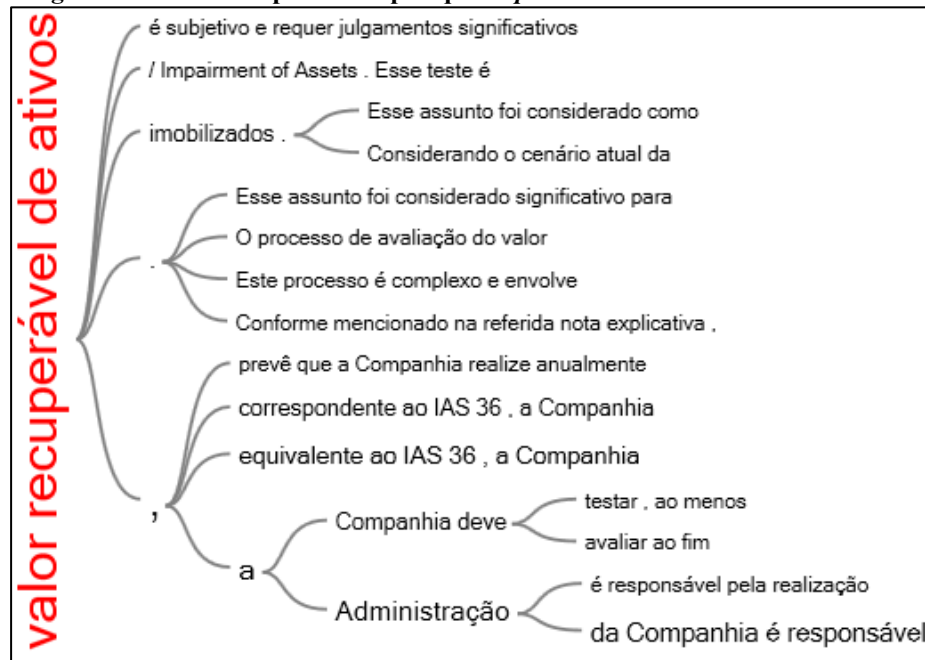 valor recuperável de ativos
é subjetivo e requer julgamentos significativos
/ Impairment of Assets . Esse teste é
imobilizados .
Esse assunto foi considerado como
Considerando o cenário atual da
.
Esse assunto foi considerado significativo para
O processo de avaliação do valor
Este processo é complexo e envolve
Conforme mencionado na referida nota explicativa ,
,
prevê que a Companhia realize anualmente
correspondente ao IAS 36 , a Companhia
equivalente ao IAS 36 , a Companhia
a
Companhia deve
testar , ao menos
avaliar ao fim
Administração
é responsável pela realização
da Companhia é responsável